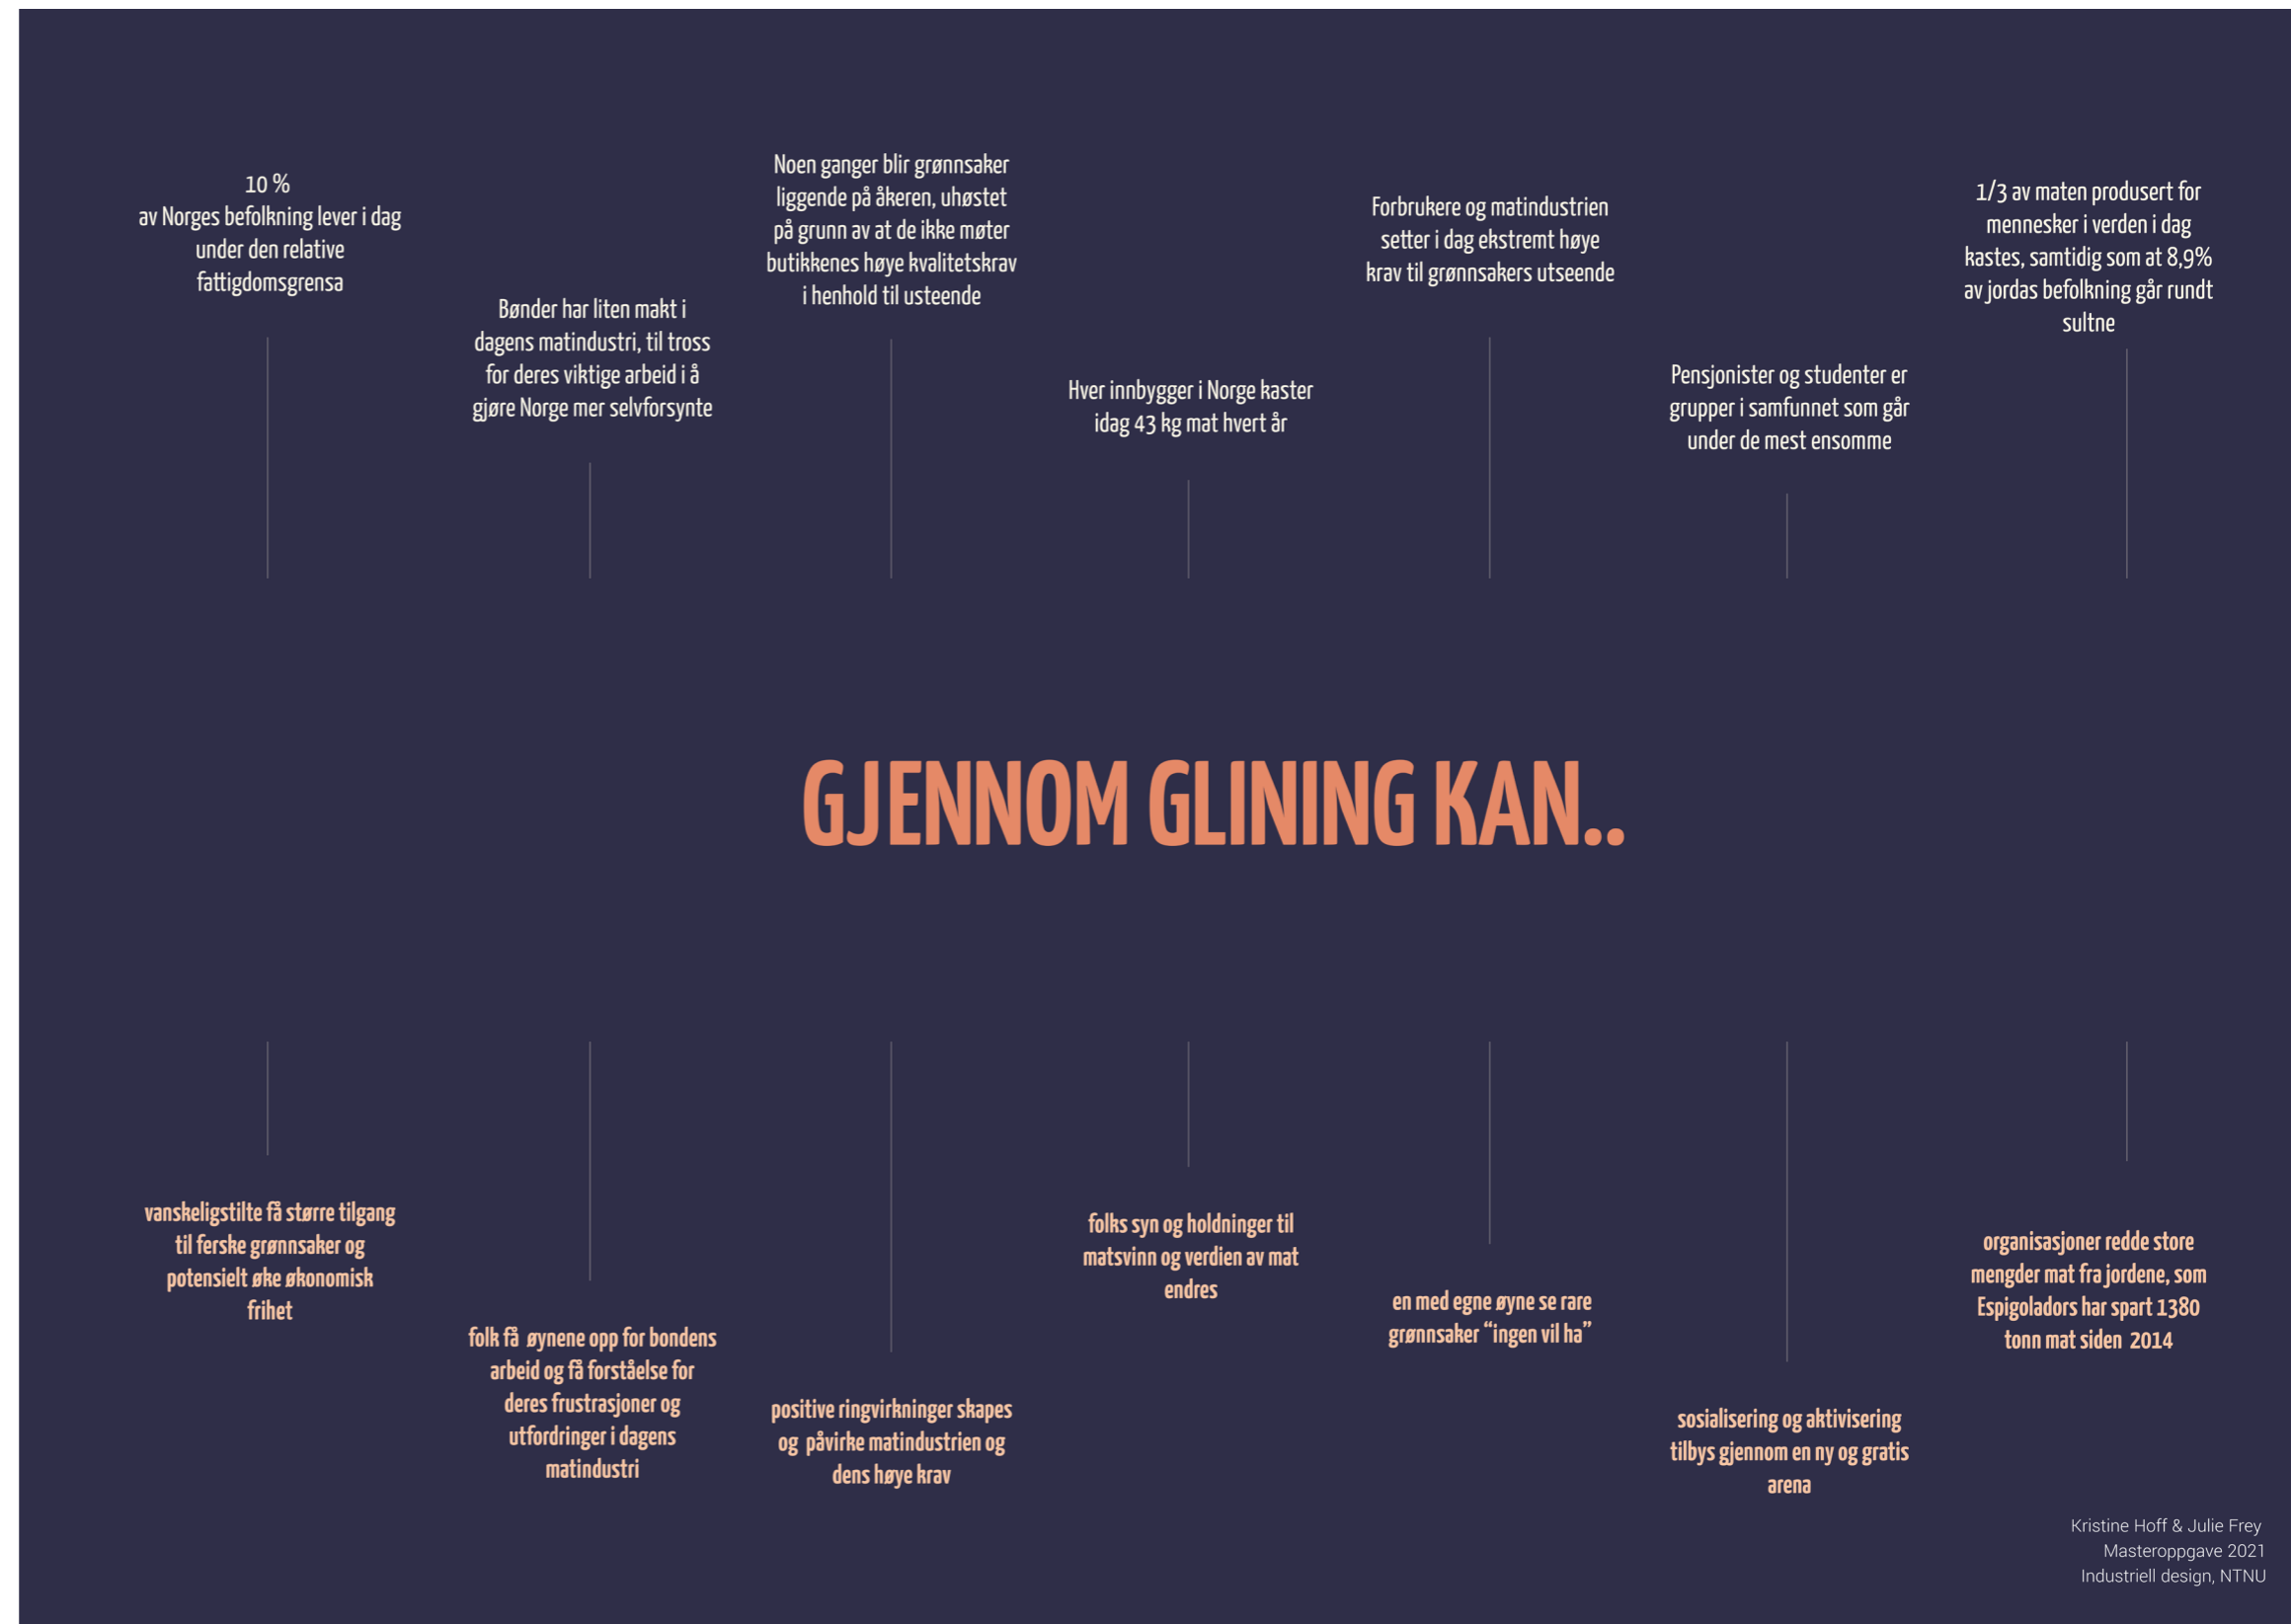 10 %
av Norges befolkning lever i dag
under den relative
fattigdomsgrensa
Bønder har liten makt i
dagens matindustri, til tross
for deres viktige arbeid i å
gjøre Norge mer selvforsynte
Noen ganger blir grønnsaker
liggende på åkeren, uhøstet
på grunn av at de ikke møter
butikkenes høye kvalitetskrav
i henhold til usteende
Hver innbygger i Norge kaster
idag 43 kg mat hvert år
Forbrukere og matindustrien
setter i dag ekstremt høye
krav til grønnsakers utseende
Pensjonister og studenter er
grupper i samfunnet som går
under de mest ensomme
1/3 av maten produsert for
mennesker i verden i dag
kastes, samtidig som at 8,9%
av jordas befolkning går rundt
sultne
GJENNOM GLINING KAN..
vanskeligstilte få større tilgang
til ferske grønnsaker og
potensielt øke økonomisk
frihet
folk få øynene opp for bondens
arbeid og få forståelse for
deres frustrasjoner og
utfordringer i dagens
matindustri
positive ringvirkninger skapes
og påvirke matindustrien og
dens høye krav
folks syn og holdninger til
matsvinn og verdien av mat
endres
en med egne øyne se rare
grønnsaker “ingen vil ha”
sosialisering og aktivisering
tilbys gjennom en ny og gratis
arena
organisasjoner redde store
mengder mat fra jordene, som
Espigoladors har spart 1380
tonn mat siden 2014
Kristine Hoff & Julie Frey
Masteroppgave 2021
Industriell design, NTNU